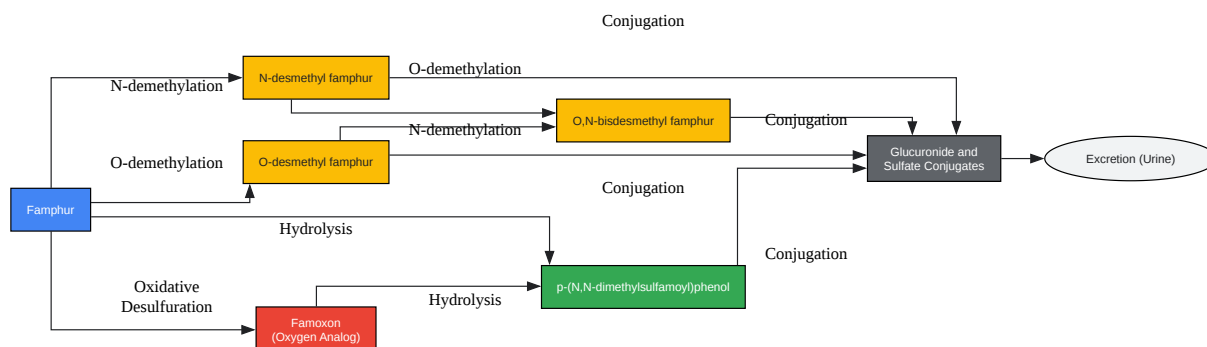 Conjugation
N-desmethyl famphur
O-demethylation
N-demethylation
O,N-bisdesmethyl famphur
Conjugation
N-demethylation
O-demethylation
O-desmethyl famphur
Glucuronide and
Sulfate Conjugates
Excretion (Urine)
Conjugation
Famphur
Hydrolysis
Conjugation
p-(N,N-dimethylsulfamoyl)phenol
Oxidative
Desulfuration
Hydrolysis
Famoxon
(Oxygen Analog)